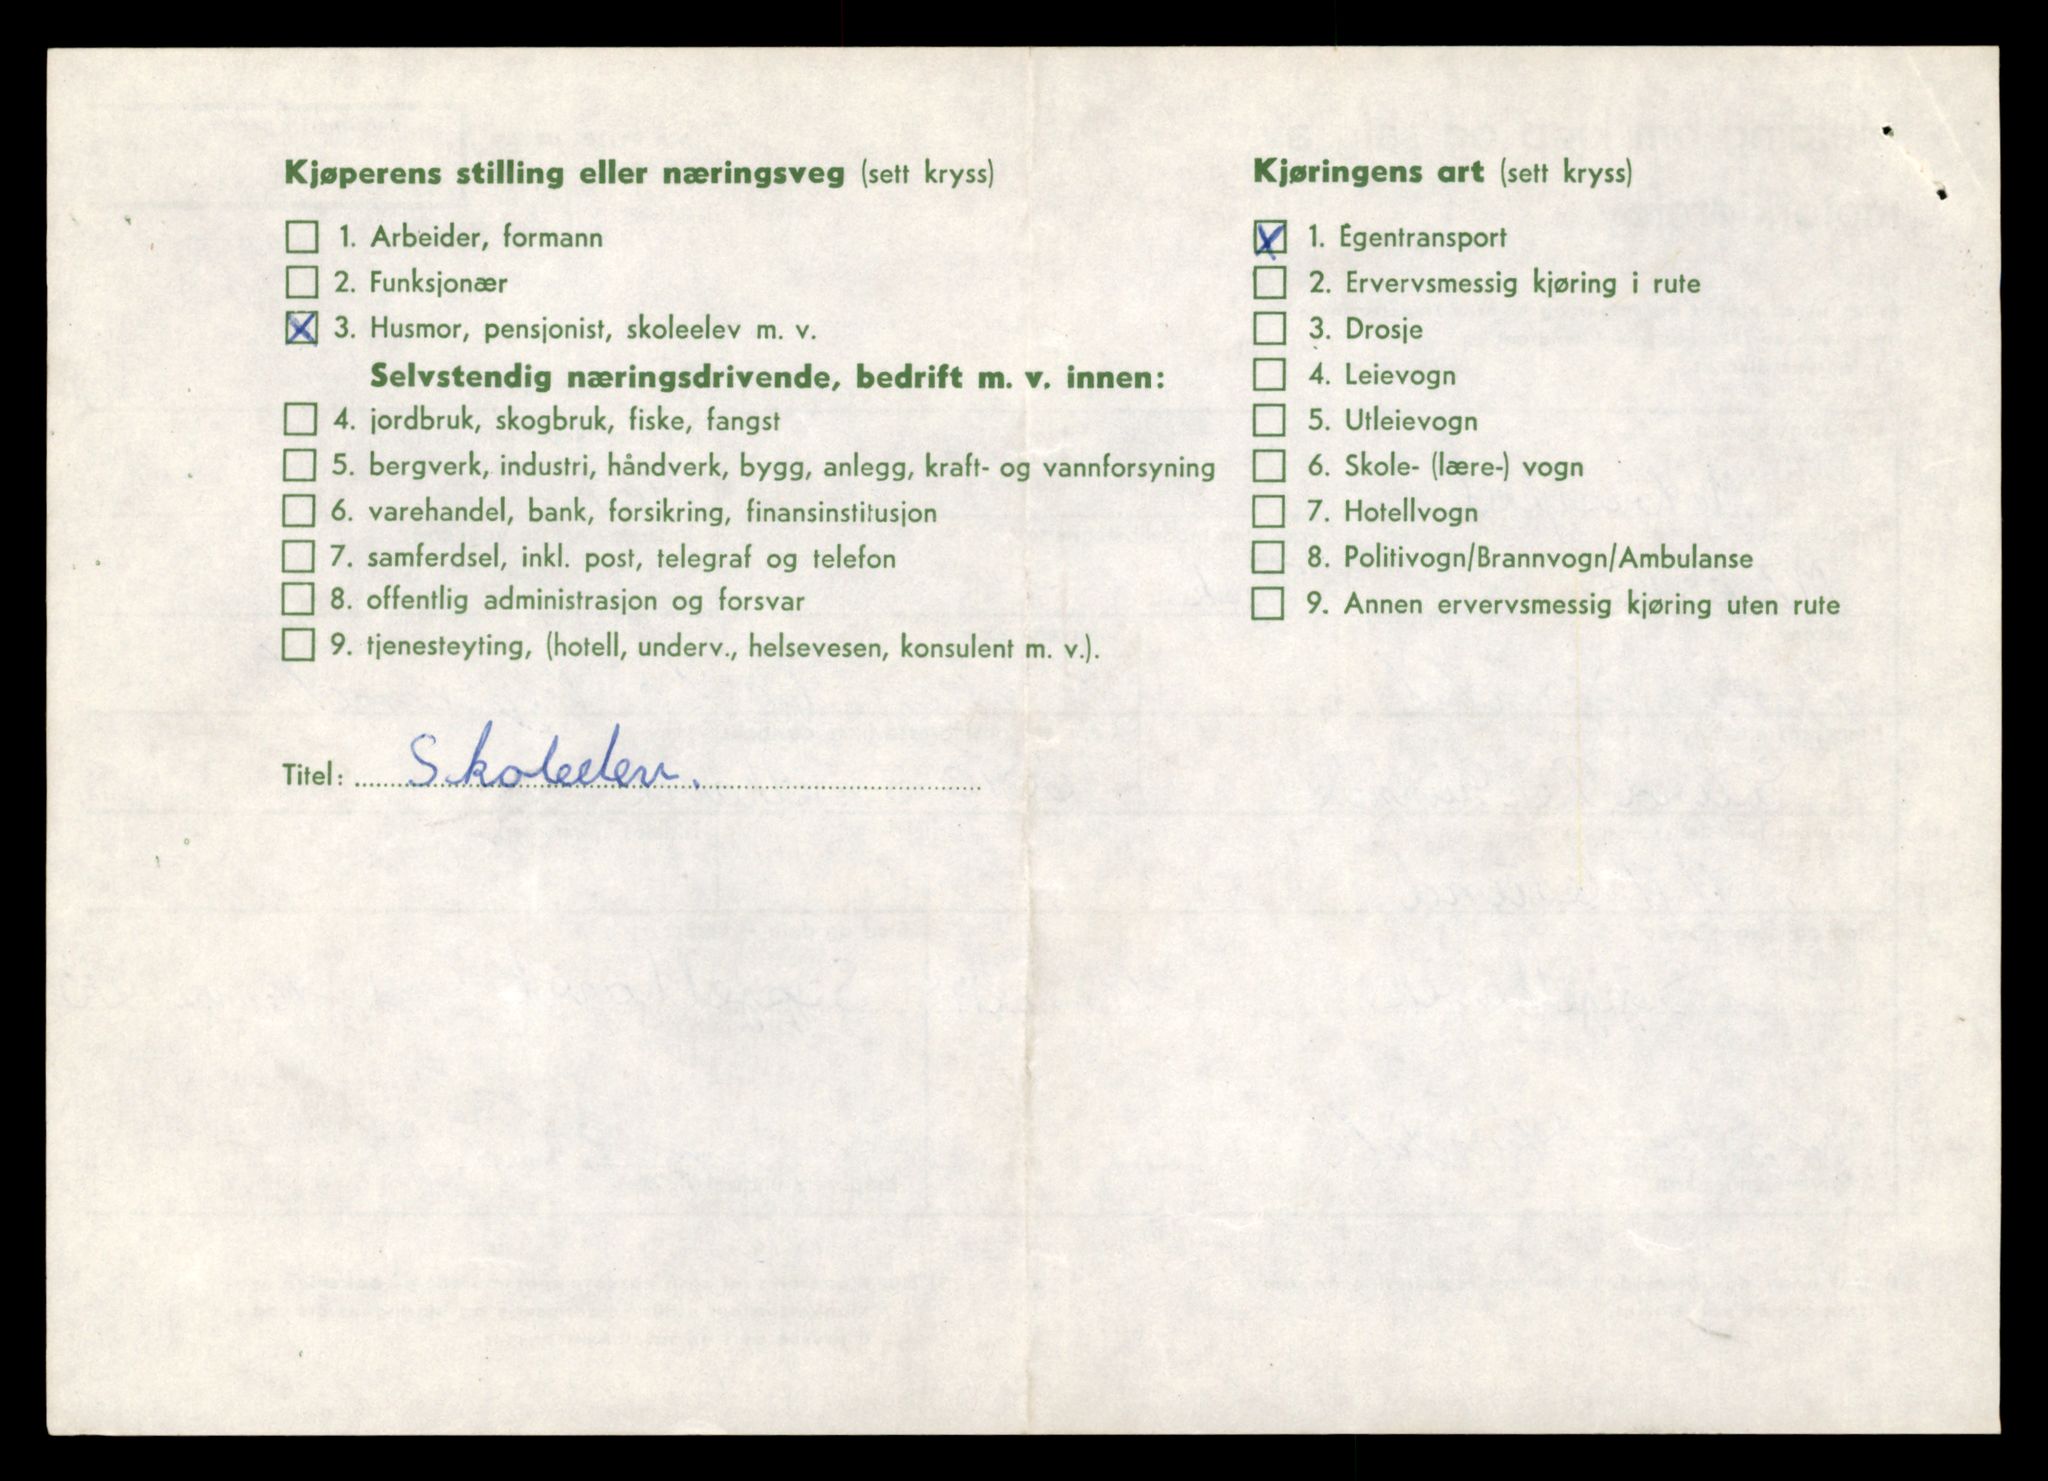 Kjøperens stilling eller næringsveg (sett kryss)
1. Arbeider, formann
2. Funksjonær
3. Husmor, pensjonist, skoleelev m. v.
Selvstendig næringsdrivende, bedrift m. v. innen:
4. jordbruk, skogbruk, fiske, fangst
5. bergverk, industri, håndverk, bygg, anlegg, kraft- og vannforsyning
6. varehandel, bank, forsikring, finansinstitusjon
7. samferdsel, inkl. post, telegraf og telefon
8. offentlig administrasjon og forsvar
9. tjenesteyting, (hotell, underv., helsevesen, konsulent m. v.).
Titel: Skoleelev.
Kjøringens art (sett kryss)
1. Egentransport
2. Ervervsmessig kjøring i rute
3. Drosje
4. Leievogn
5. Utleievogn
6. Skole- (lære-) vogn
7. Hotellvogn
8. Politivogn/Brannvogn/Ambulanse
9. Annen ervervsmessig kjøring uten rute